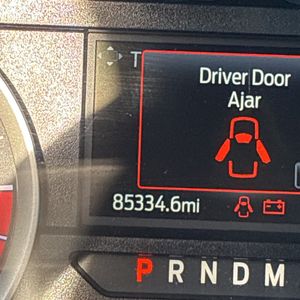 T
Driver Door
Ajar
85334.6mi
P R N D M